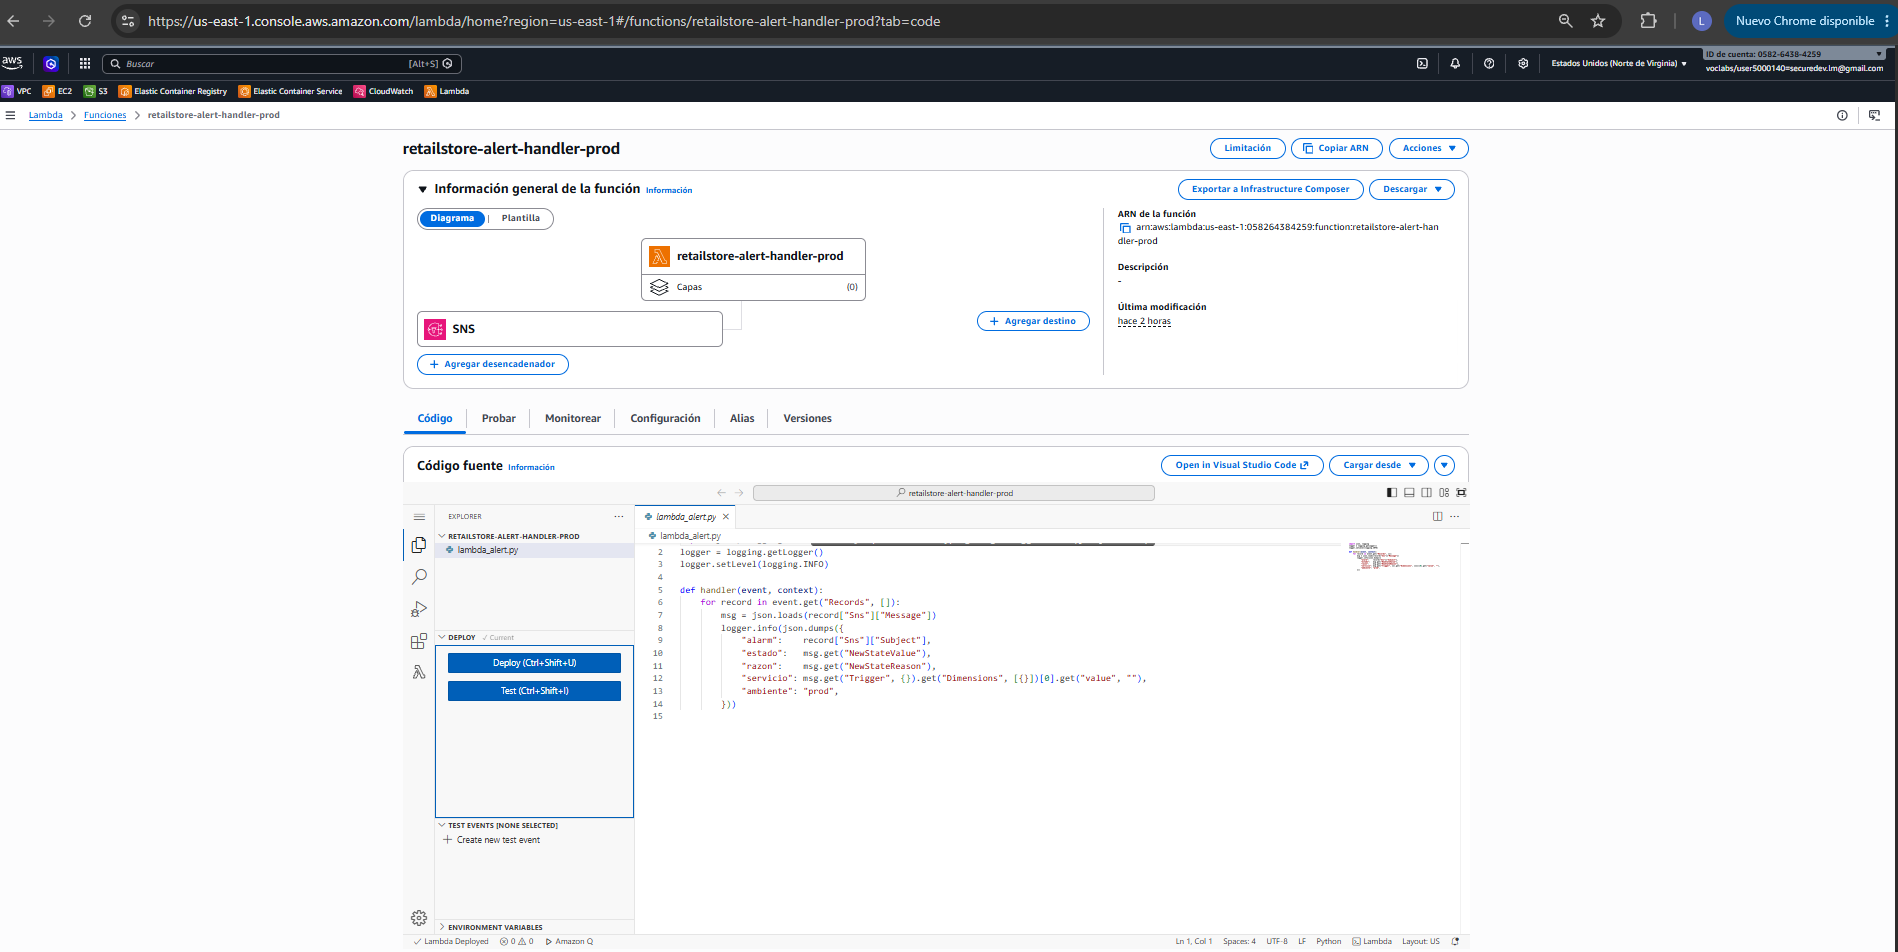 https://us-east-1.console.aws.amazon.com/lambda/home?region=us-east-1#/functions/retailstore-alert-handler-prod?tab=code
L
Nuevo Chrome disponible
aws
Buscar
[Alt+S]
Estados Unidos (Norte de Virginia)
ID de cuenta: 0582-6438-4259
voclabs/user5000140=securedev.lm@gmail.com
VPC
EC2
S3
Elastic Container Registry
Elastic Container Service
CloudWatch
Lambda
Lambda > Funciones > retailstore-alert-handler-prod
retailstore-alert-handler-prod
Limitación
Copiar ARN
Acciones
Información general de la función Información
Exportar a Infrastructure Composer
Descargar
Diagrama
Plantilla
retailstore-alert-handler-prod
Capas
(0)
SNS
+ Agregar destino
+ Agregar desencadenador
ARN de la función
arn:aws:lambda:us-east-1:058264384259:function:retailstore-alert-han
dler-prod
Descripción
-
Última modificación
hace 2 horas
Código
Probar
Monitorear
Configuración
Alias
Versiones
Código fuente Información
Open in Visual Studio Code
Cargar desde
retailstore-alert-handler-prod
EXPLORER
RETAILSTORE-ALERT-HANDLER-PROD
lambda_alert.py
DEPLOY ✓ Current
Deploy (Ctrl+Shift+U)
Test (Ctrl+Shift+I)
TEST EVENTS [NONE SELECTED]
+ Create new test event
ENVIRONMENT VARIABLES
lambda_alert.py
lambda_alert.py
2 logger = logging.getLogger()
3 logger.setLevel(logging.INFO)
4
5 def handler(event, context):
6     for record in event.get("Records", []):
7         msg = json.loads(record["Sns"]["Message"])
8         logger.info(json.dumps({
9             "alarm":    record["Sns"]["Subject"],
10             "estado":   msg.get("NewStateValue"),
11             "razon":    msg.get("NewStateReason"),
12             "servicio": msg.get("Trigger", {}).get("Dimensions", [{}])[0].get("value", ""),
13             "ambiente": "prod",
14         }))
15
Lambda Deployed
0
0
Amazon Q
Ln 1, Col 1
Spaces: 4
UTF-8
LF
Python
Lambda
Layout: US